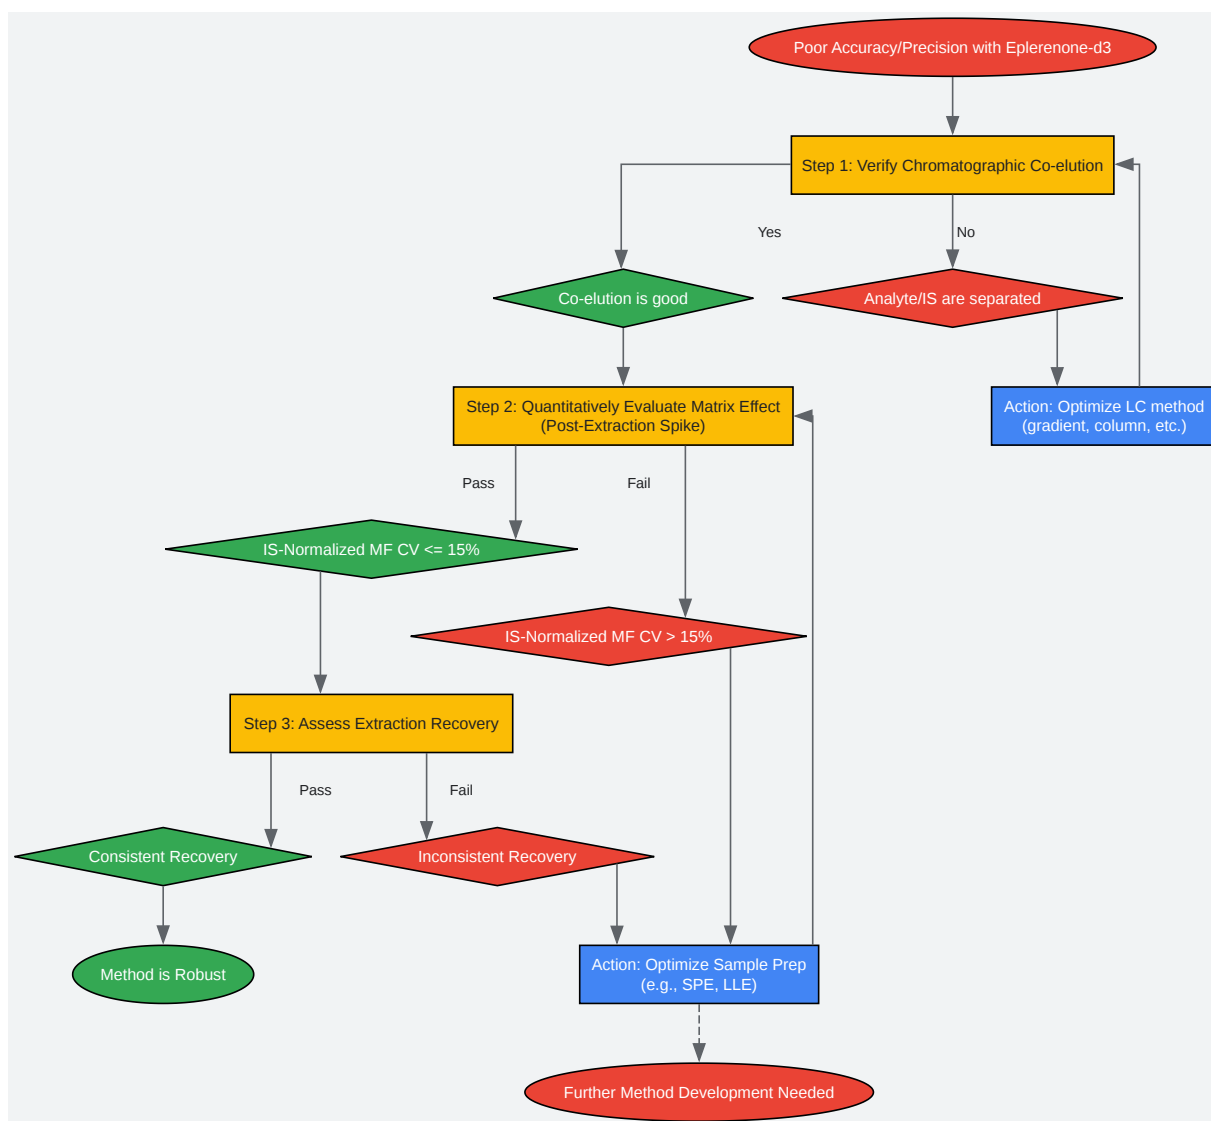 Poor Accuracy/Precision with Eplerenone-d3
Step 1: Verify Chromatographic Co-elution
Yes
No
Co-elution is good
Analyte/IS are separated
Step 2: Quantitatively Evaluate Matrix Effect
(Post-Extraction Spike)
Action: Optimize LC method
(gradient, column, etc.)
Pass
Fail
IS-Normalized MF CV <= 15%
IS-Normalized MF CV > 15%
Step 3: Assess Extraction Recovery
Pass
Fail
Consistent Recovery
Inconsistent Recovery
Method is Robust
Action: Optimize Sample Prep
(e.g., SPE, LLE)
Further Method Development Needed